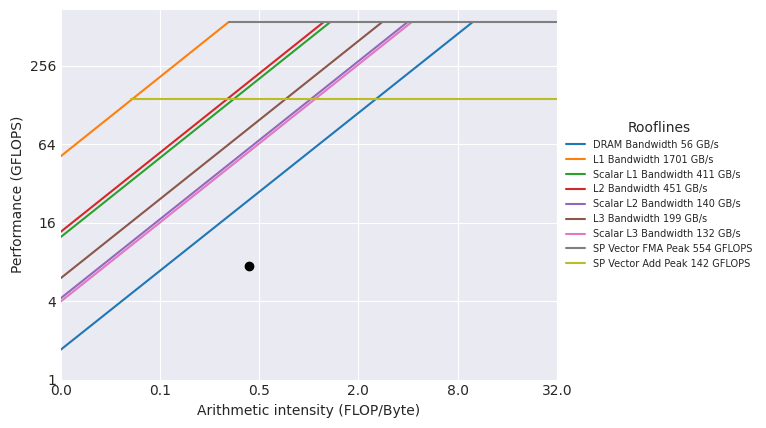 256
64
16
4
1
0.0 0.1 0.5 2.0 8.0 32.0
Performance (GFLOPS)
Arithmetic intensity (FLOP/Byte)
Rooflines
DRAM Bandwidth 56 GB/s
L1 Bandwidth 1701 GB/s
Scalar L1 Bandwidth 411 GB/s
L2 Bandwidth 451 GB/s
Scalar L2 Bandwidth 140 GB/s
L3 Bandwidth 199 GB/s
Scalar L3 Bandwidth 132 GB/s
SP Vector FMA Peak 554 GFLOPS
SP Vector Add Peak 142 GFLOPS